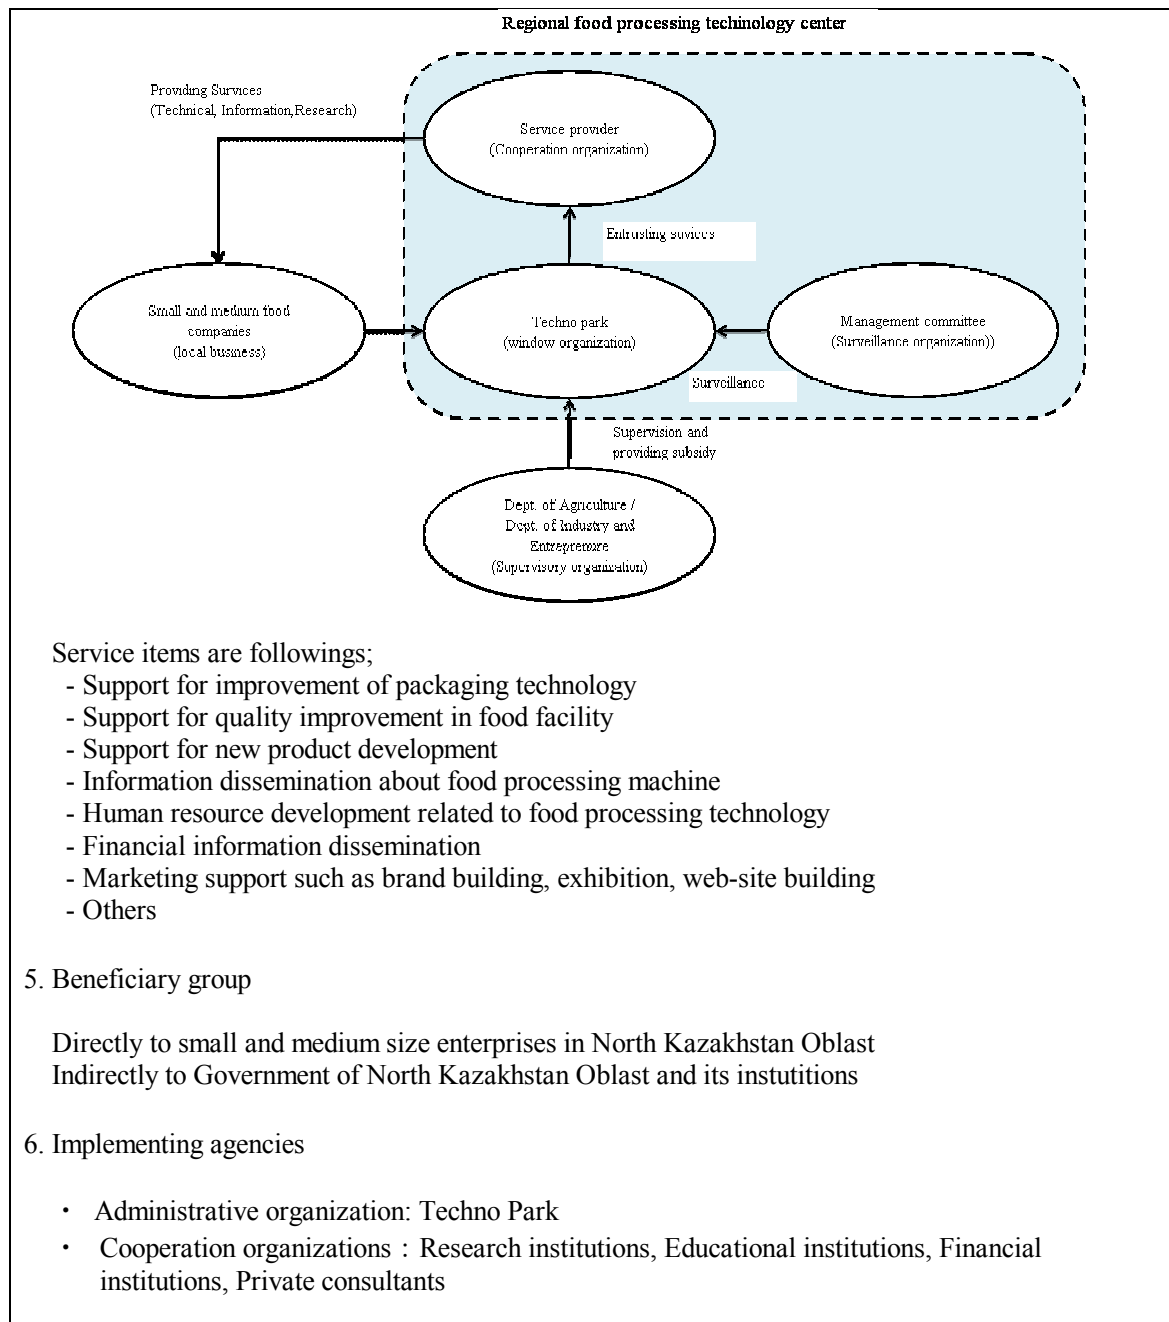 Regional food processing techinology center
Providing Survices
(Technical, Information,Research)
Service provider
(Cooperation organization)
Entrusting suvices
Small and medium food
companies
(local business)
Techno park
(window organization)
Management committee
(Surveillance organization))
Surveillance
Supervision and
providing subsidy
Dept. of Agriculture /
Dept. of Industry and
Entreprenure
(Supervisory organization)
Service items are followings;
- Support for improvement of packaging technology
- Support for quality improvement in food facility
- Support for new product development
- Information dissemination about food processing machine
- Human resource development related to food processing technology
- Financial information dissemination
- Marketing support such as brand building, exhibition, web-site building
- Others
5. Beneficiary group
Directly to small and medium size enterprises in North Kazakhstan Oblast
Indirectly to Government of North Kazakhstan Oblast and its instutitions
6. Implementing agencies
・ Administrative organization: Techno Park
・ Cooperation organizations：Research institutions, Educational institutions, Financial
institutions, Private consultants